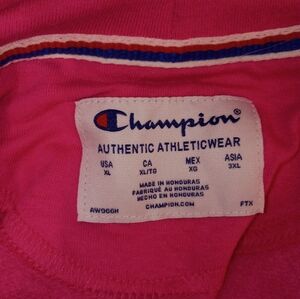 Champion®
AUTHENTIC ATHLETICWEAR
USA CA MEX ASIA
XL XL/TG XG 3XL
MADE IN HONDURAS
FABRIQUÉ AU HONDURAS
HECHO EN HONDURAS
AW966H CHAMPION.COM FTX